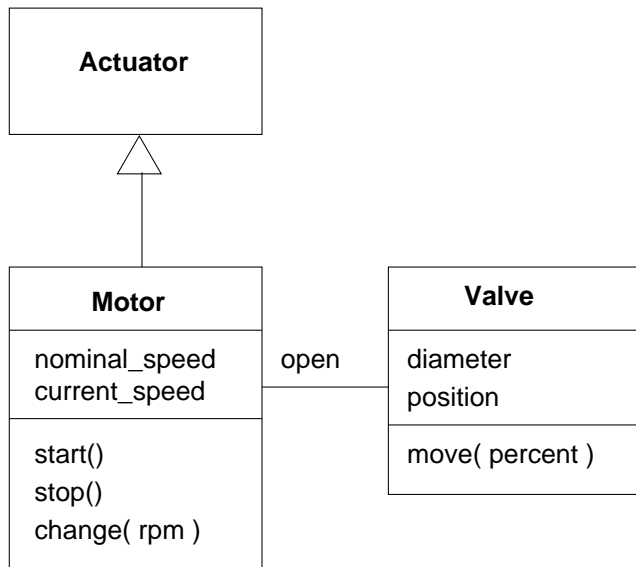 Actuator
Motor
nominal_speed
current_speed
start()
stop()
change( rpm )
open
Valve
diameter
position
move( percent )